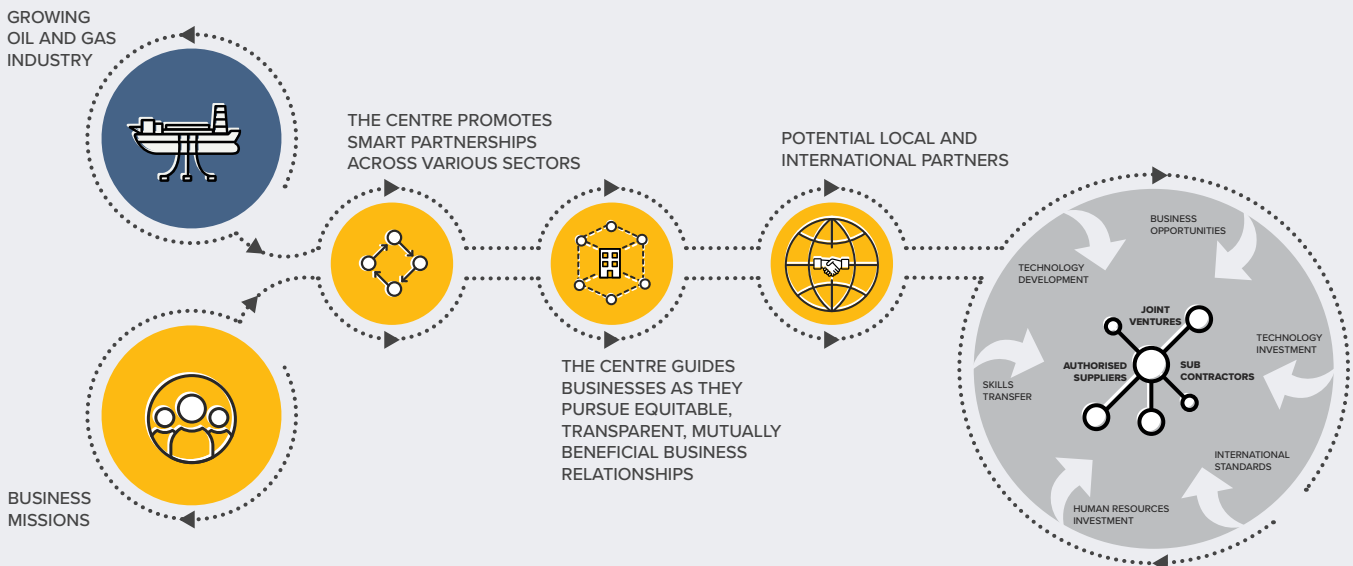 GROWING
OIL AND GAS
INDUSTRY
BUSINESS
MISSIONS
THE CENTRE PROMOTES
SMART PARTNERSHIPS
ACROSS VARIOUS SECTORS
THE CENTRE GUIDES
BUSINESSES AS THEY
PURSUE EQUITABLE,
TRANSPARENT, MUTUALLY
BENEFICIAL BUSINESS
RELATIONSHIPS
POTENTIAL LOCAL AND
INTERNATIONAL PARTNERS
BUSINESS
OPPORTUNITIES
TECHNOLOGY
DEVELOPMENT
JOINT
VENTURES
TECHNOLOGY
INVESTMENT
AUTHORISED
SUPPLIERS
SUB
CONTRACTORS
SKILLS
TRANSFER
INTERNATIONAL
STANDARDS
HUMAN RESOURCES
INVESTMENT